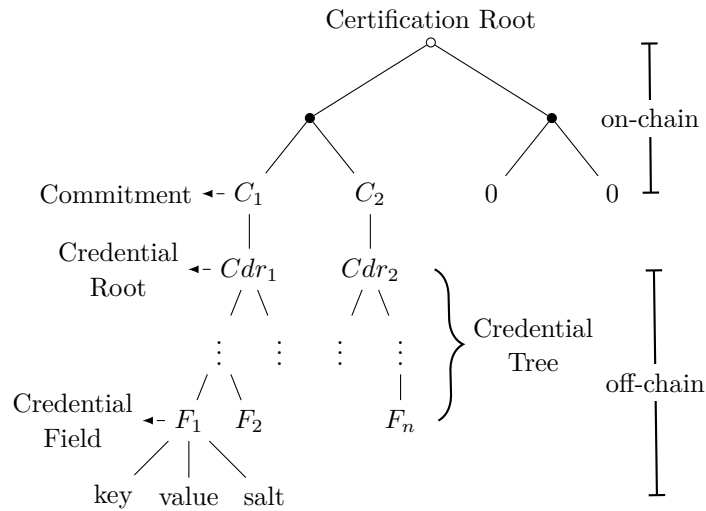 Certification Root
on-chain
Commitment C₁ C₂ 0 0
Credential
Root
Cdr₁ Cdr₂
⋮ ⋮ ⋮ ⋮
Credential
Tree
off-chain
Credential
Field
F₁ F₂ Fₙ
key value salt